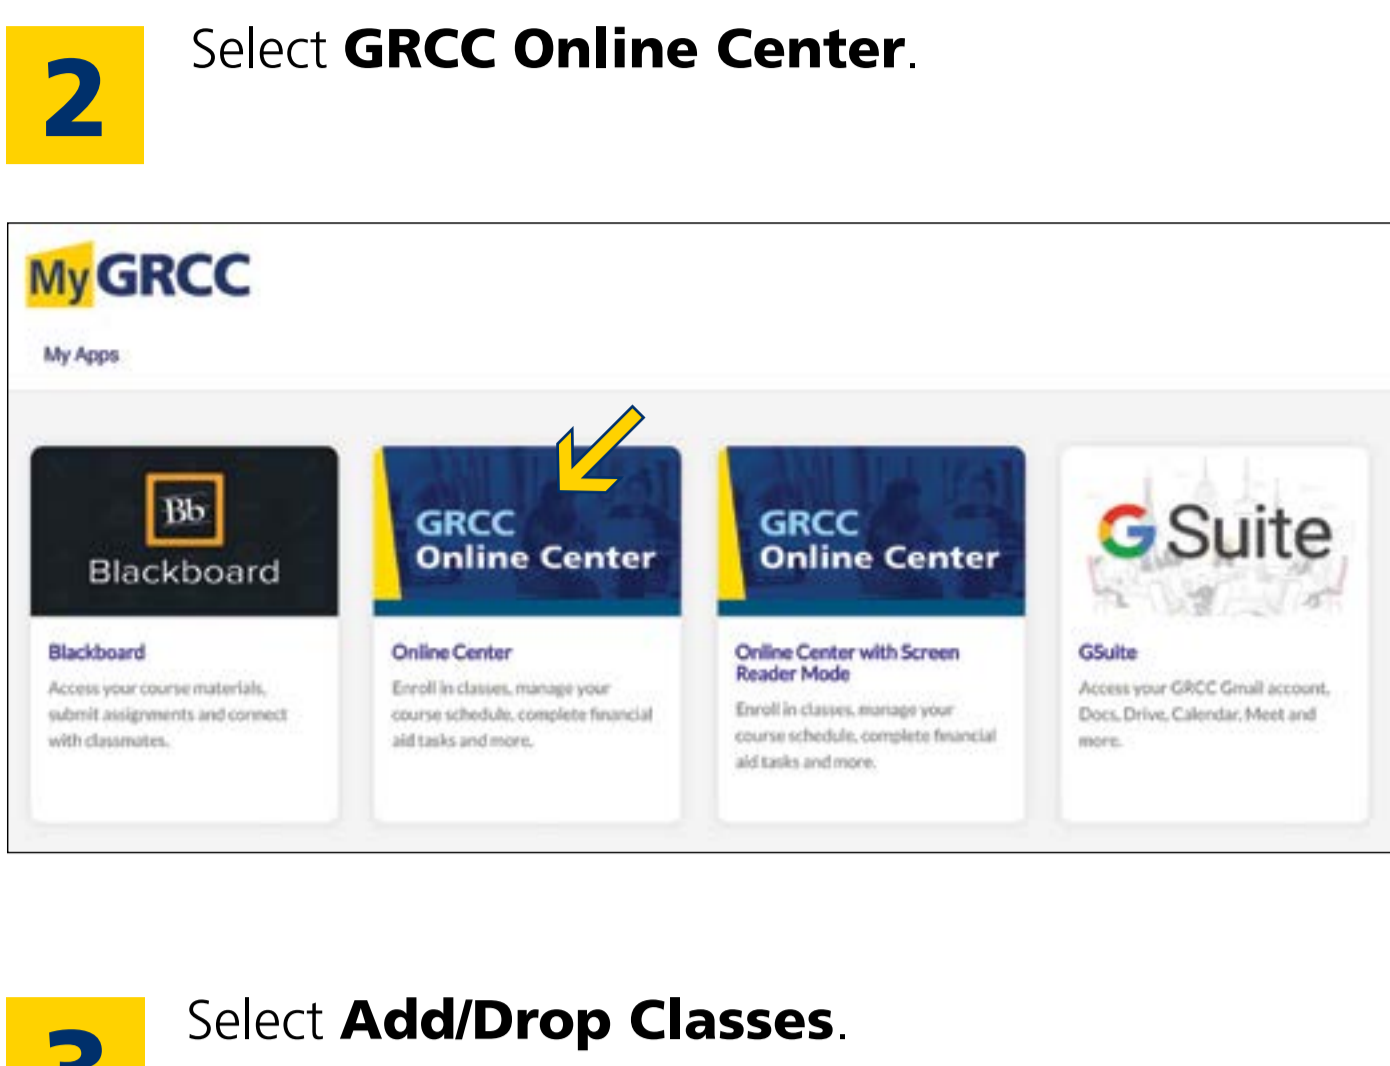 2
Select GRCC Online Center.
My GRCC
My Apps
Bb
Blackboard
Blackboard
Access your course materials,
submit assignments and connect
with classmates.
GRCC
Online Center
Online Center
Enroll in classes, manage your
course schedule, complete financial
aid tasks and more.
GRCC
Online Center
Online Center with Screen
Reader Mode
Enroll in classes, manage your
course schedule, complete financial
aid tasks and more.
G Suite
GSuite
Access your GRCC Gmail account,
Docs, Drive, Calendar, Meet and
more.
3
Select Add/Drop Classes.